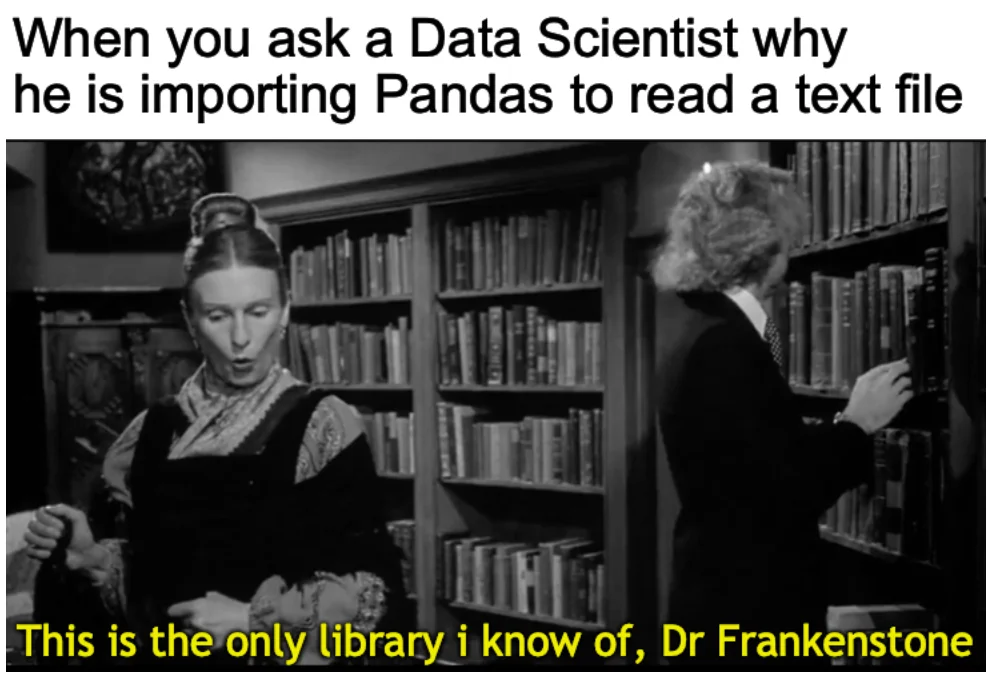 When you ask a Data Scientist why
he is importing Pandas to read a text file
This is the only library i know of, Dr Frankenstone